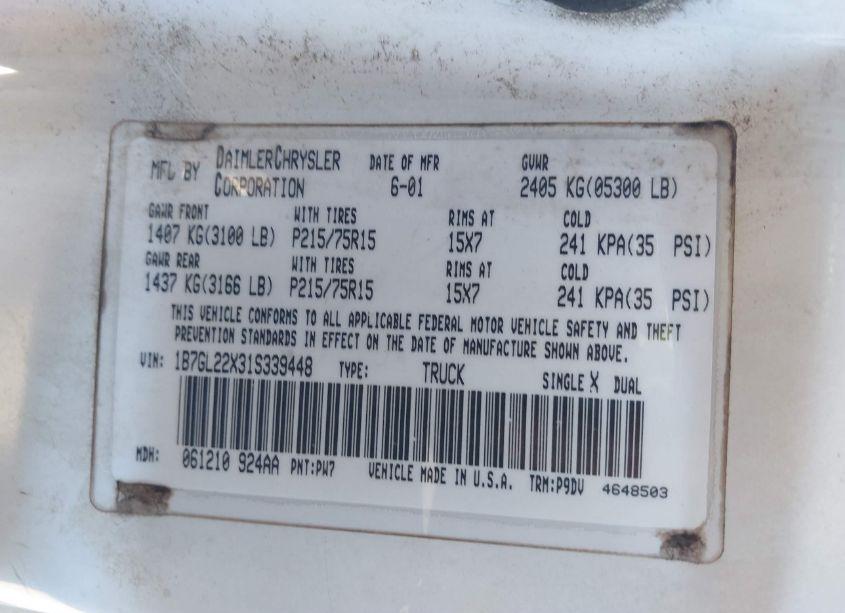 MFD BY DAIMLERCHRYSLER CORPORATION DATE OF MFR 6-01 GVWR 2405 KG(05300 LB)
GAWR FRONT WITH TIRES RIMS AT COLD
1407 KG(3100 LB) P215/75R15 15X7 241 KPA(35 PSI)
GAWR REAR WITH TIRES RIMS AT COLD
1437 KG(3166 LB) P215/75R15 15X7 241 KPA(35 PSI)
THIS VEHICLE CONFORMS TO ALL APPLICABLE FEDERAL MOTOR VEHICLE SAFETY AND THEFT
PREVENTION STANDARDS IN EFFECT ON THE DATE OF MANUFACTURE SHOWN ABOVE.
VIN: 1B7GL22X31S339448 TYPE: TRUCK SINGLE X DUAL
MDH: 061210 924AA PNT:PW7 VEHICLE MADE IN U.S.A. TRM:P9DV 4648503